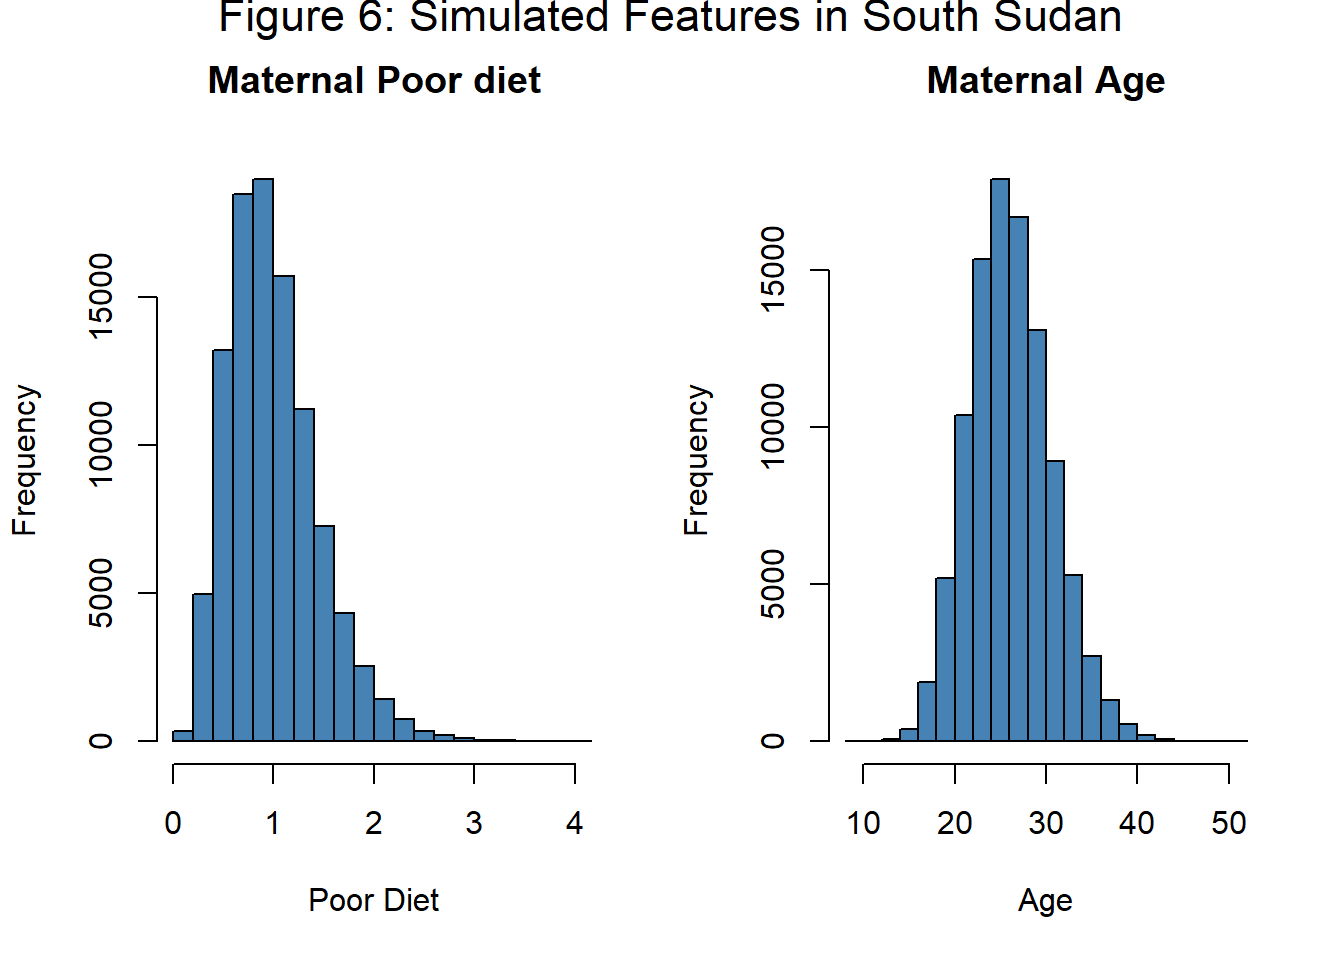 Figure 6: Simulated Features in South Sudan
Maternal Poor diet
Frequency
15000
10000
5000
0
0 1 2 3 4
Poor Diet
Maternal Age
Frequency
15000
10000
5000
0
10 20 30 40 50
Age